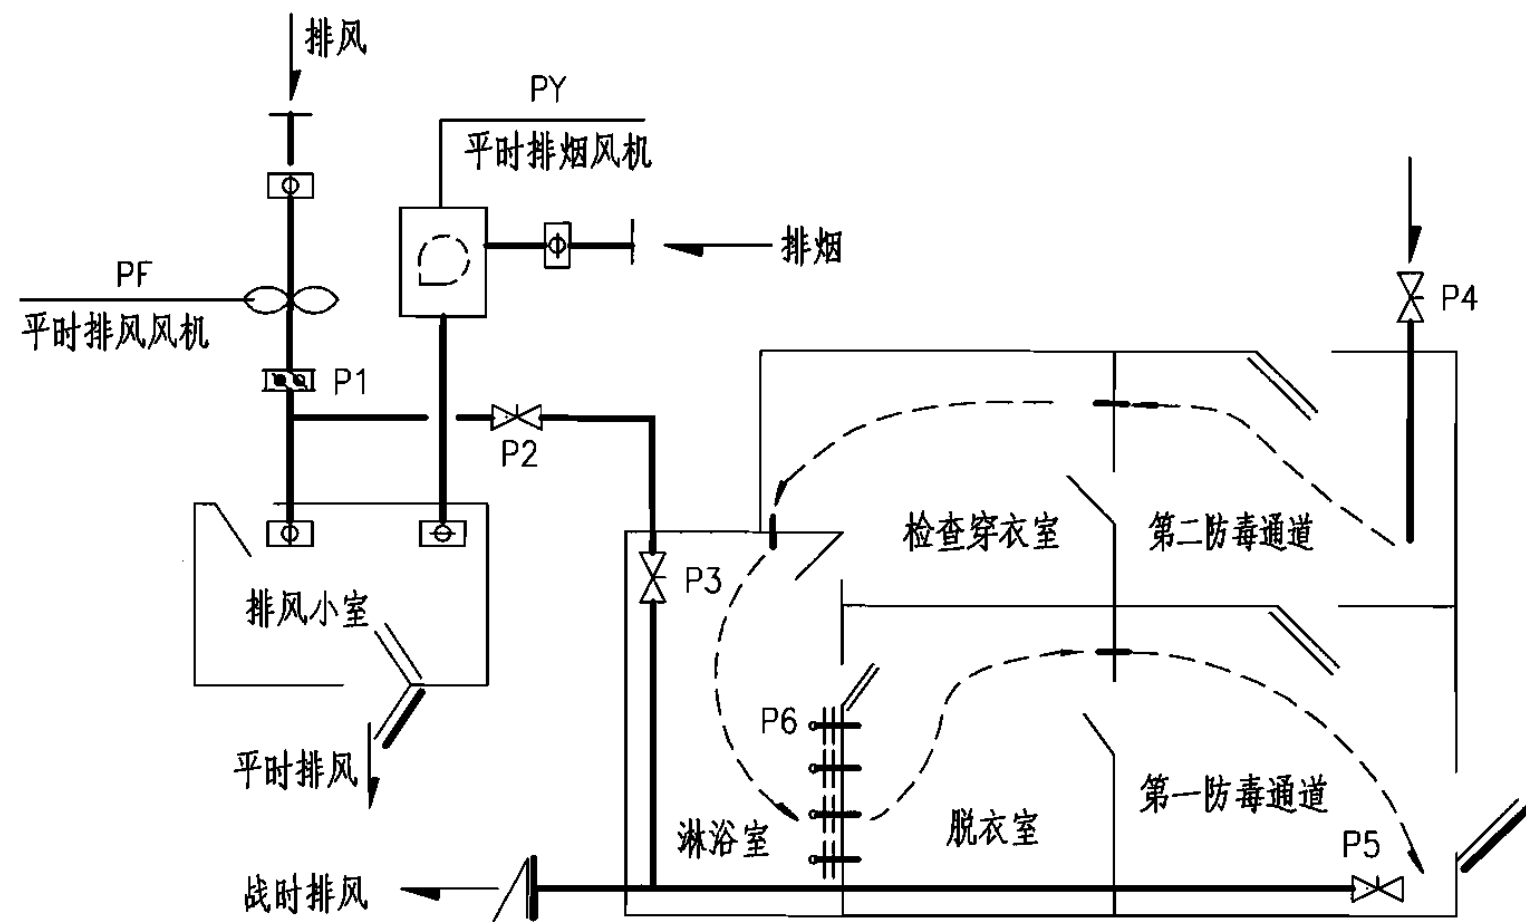 排风
PY
平时排烟风机
排烟
PF
平时排风风机
P4
P1
P2
检查穿衣室
第二防毒通道
P3
排风小室
P6
平时排风
第一防毒通道
淋浴室
脱衣室
P5
战时排风